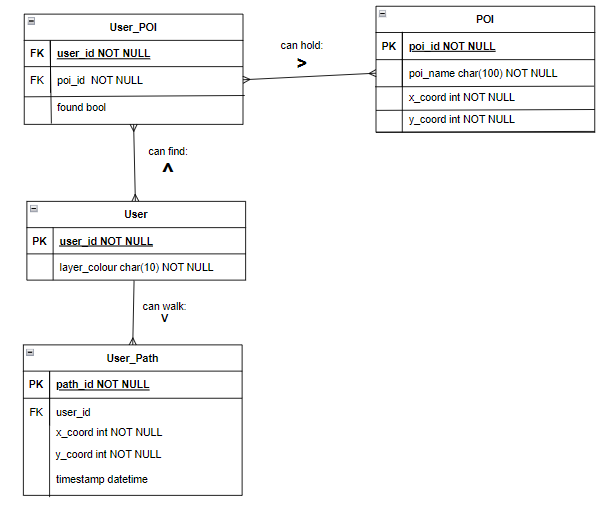 User_POI
FK user_id NOT NULL
FK poi_id NOT NULL
found bool
can hold:
>
POI
PK poi_id NOT NULL
poi_name char(100) NOT NULL
x_coord int NOT NULL
y_coord int NOT NULL
can find:
^
User
PK user_id NOT NULL
layer_colour char(10) NOT NULL
can walk:
v
User_Path
PK path_id NOT NULL
FK user_id
x_coord int NOT NULL
y_coord int NOT NULL
timestamp datetime